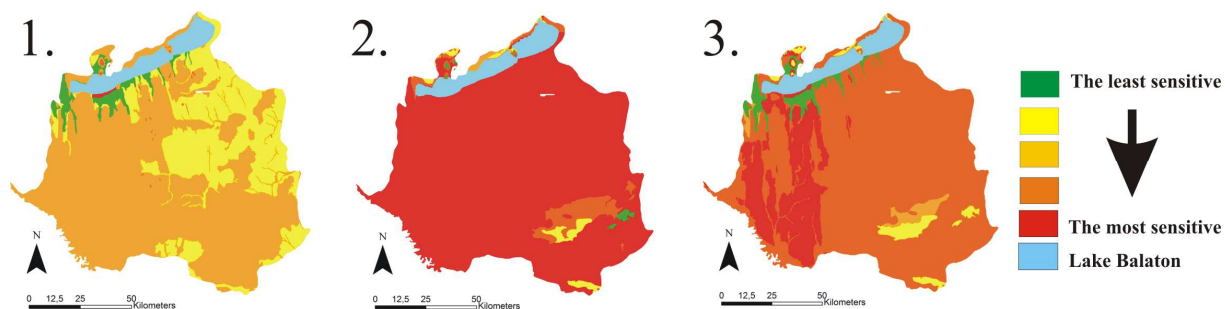 1.
2.
3.
The least sensitive
The most sensitive
Lake Balaton
N
0 12,5 25 50
Kilometers
N
0 12,5 25 50
Kilometers
N
0 12,5 25 50
Kilometers